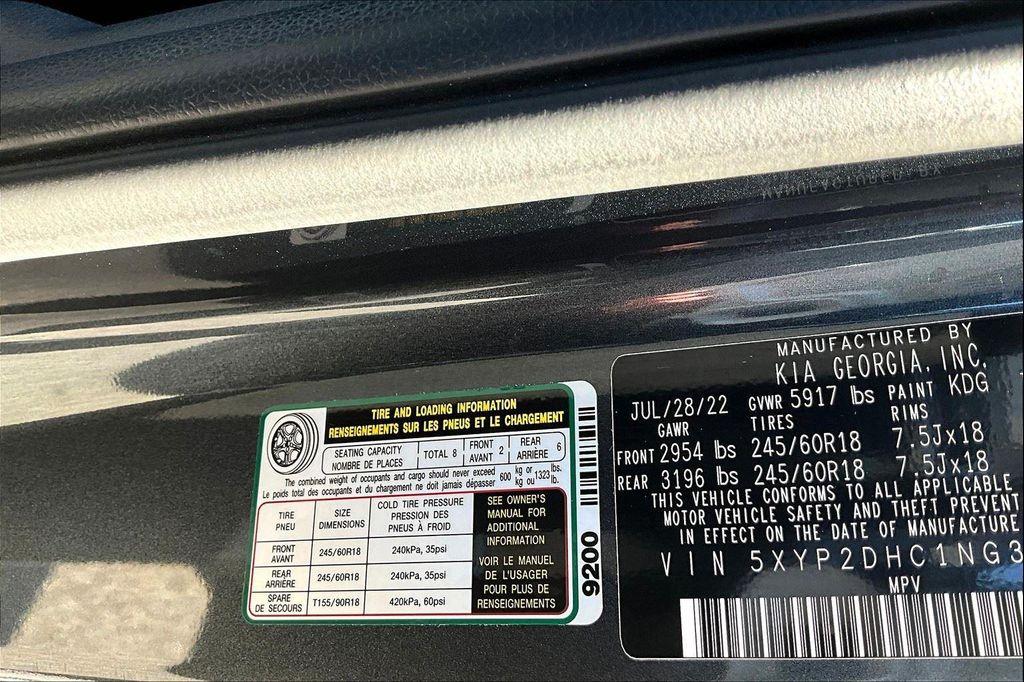 TIRE AND LOADING INFORMATION
RENSEIGNEMENTS SUR LES PNEUS ET LE CHARGEMENT
SEATING CAPACITY
NOMBRE DE PLACES
TOTAL 8
FRONT
AVANT
2
REAR
ARRIÈRE
6
The combined weight of occupants and cargo should never exceed 600 kg or 1323 lbs.
Le poids total des occupants et du chargement ne doit jamais dépasser 600 kg ou 1323 lb.
TIRE
PNEU
SIZE
DIMENSIONS
COLD TIRE PRESSURE
PRESSION DES
PNEUS À FROID
FRONT
AVANT
245/60R18
240kPa, 35psi
REAR
ARRIÈRE
245/60R18
240kPa, 35psi
SPARE
DE SECOURS
T155/90R18
420kPa, 60psi
SEE OWNER'S
MANUAL FOR
ADDITIONAL
INFORMATION
VOIR LE MANUEL
DE L'USAGER
POUR PLUS DE
RENSEIGNEMENTS
9200
MANUFACTURED BY
KIA GEORGIA, INC.
JUL/28/22 GVWR 5917 lbs PAINT KDG
GAWR TIRES RIMS
FRONT 2954 lbs 245/60R18 7.5Jx18
REAR 3196 lbs 245/60R18 7.5Jx18
THIS VEHICLE CONFORMS TO ALL APPLICABLE
MOTOR VEHICLE SAFETY AND THEFT PREVENT
IN EFFECT ON THE DATE OF MANUFACTURE
VIN 5XYP2DHC1NG3
MPV